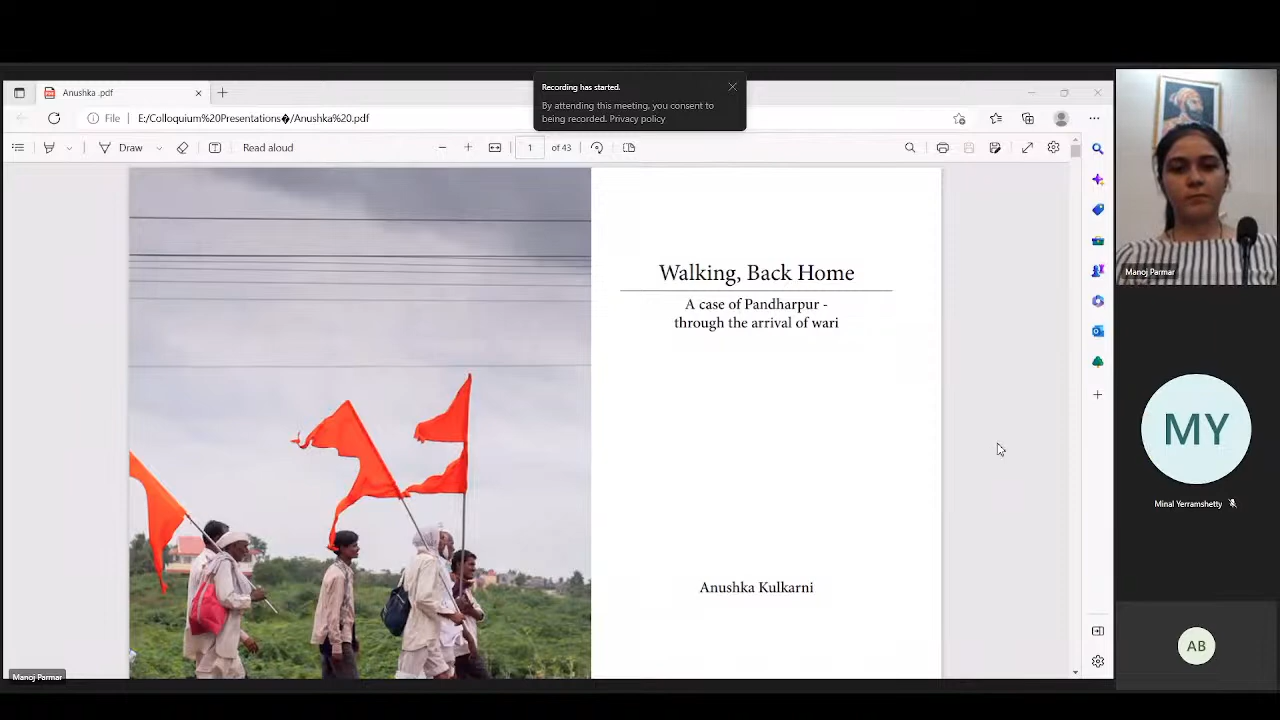 Anushka .pdf
Recording has started.
By attending this meeting, you consent to
being recorded. Privacy policy
File
E:/Colloquium%20Presentations�/Anushka%20.pdf
Draw
Read aloud
1
of 43
Walking, Back Home
A case of Pandharpur -
through the arrival of wari
Anushka Kulkarni
Manoj Parmar
Manoj Parmar
MY
Minal Yerramshetty
AB